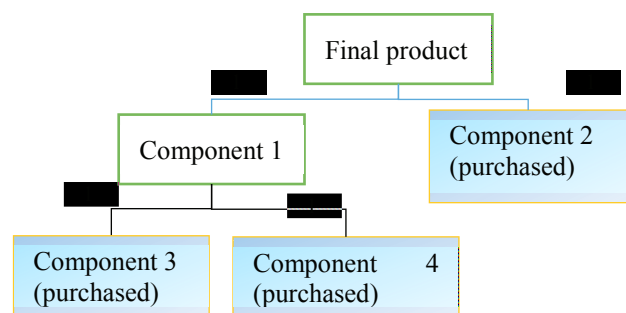 Final product
Component 1
Component 2
(purchased)
Component 3
(purchased)
Component 4
(purchased)